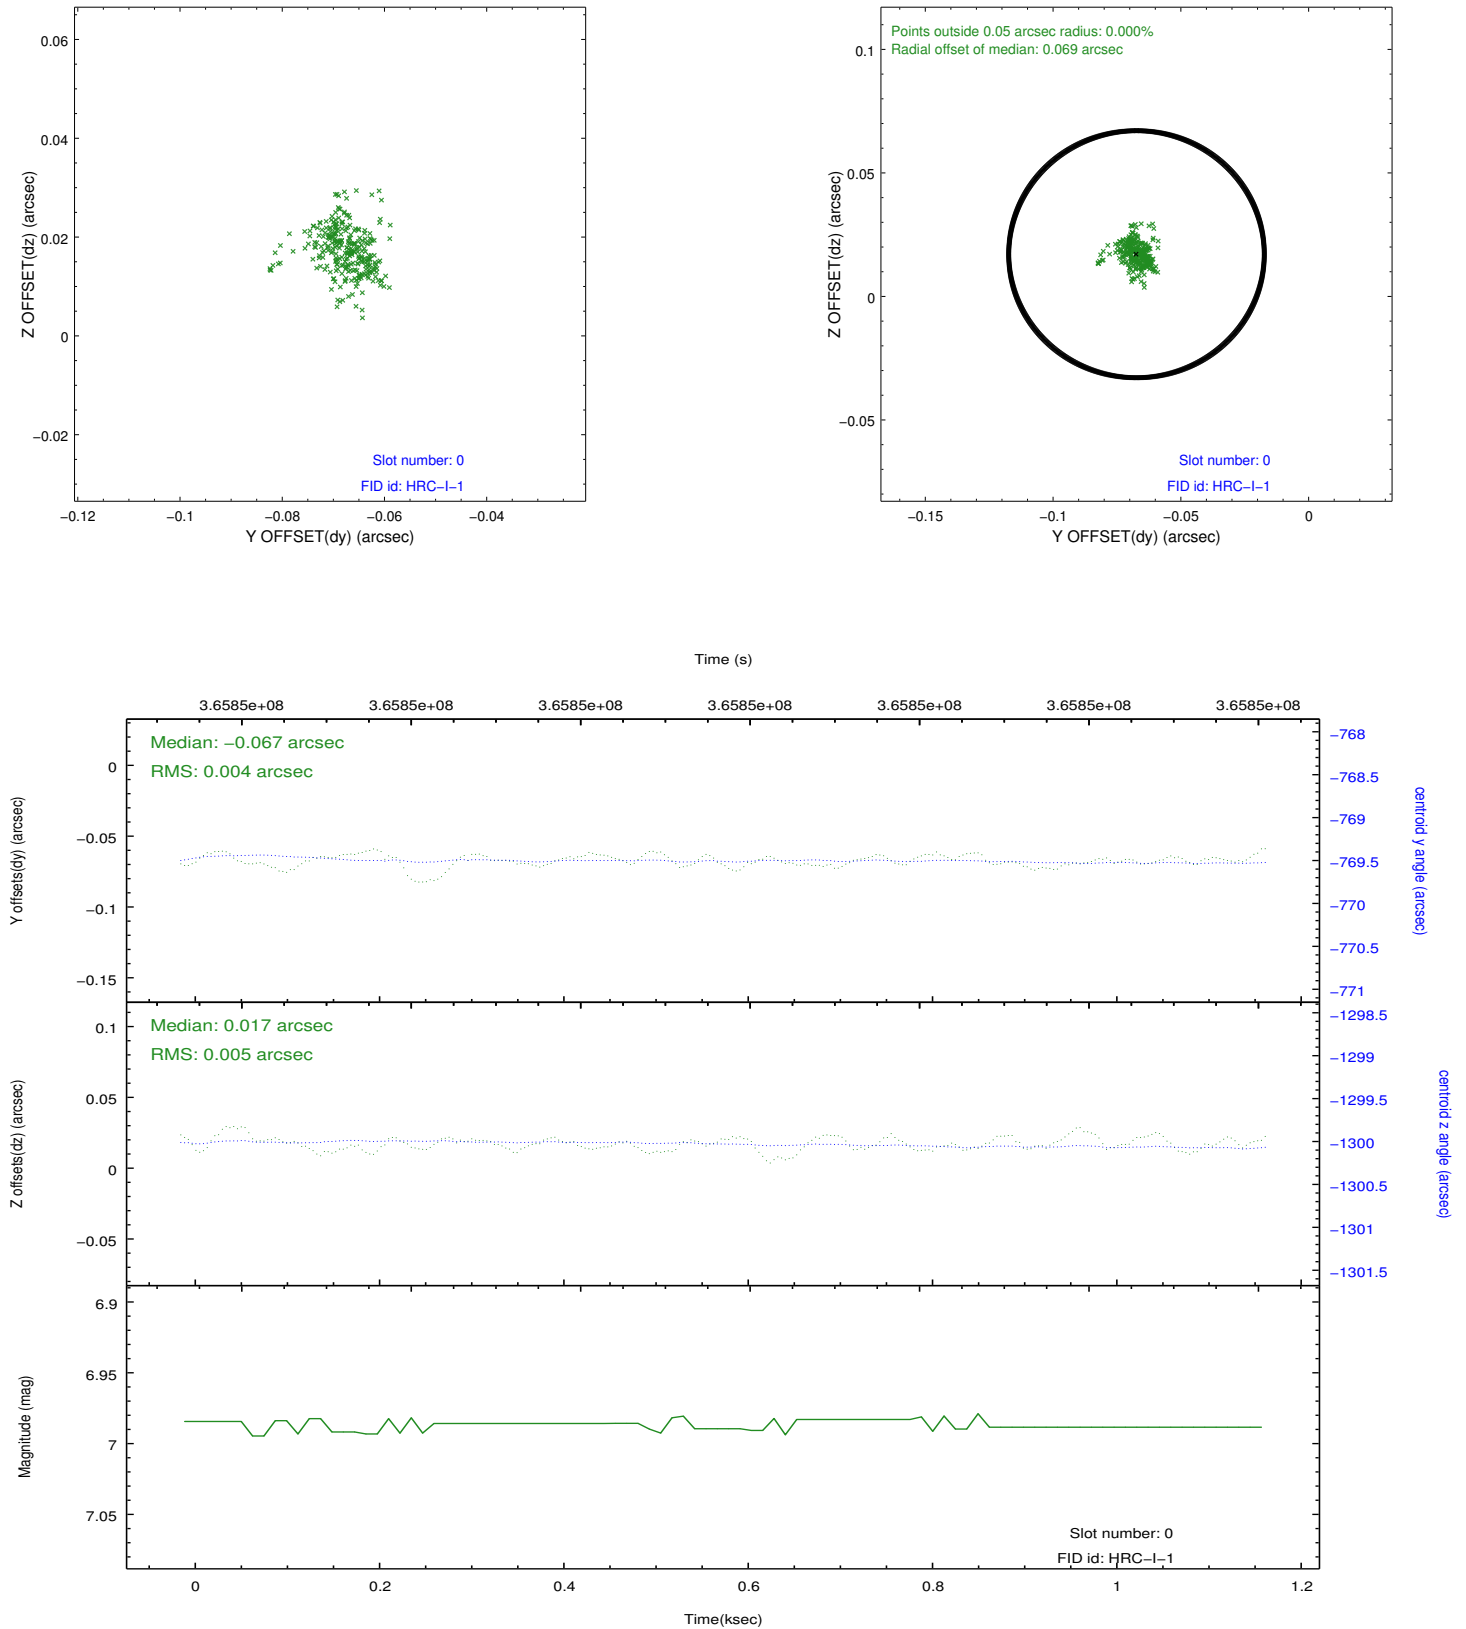 0.06
0.04
0.02
0
−0.02
Z OFFSET(dz) (arcsec)
Slot number: 0
FID id: HRC−I−1
−0.12 −0.1 −0.08 −0.06 −0.04
Y OFFSET(dy) (arcsec)
Points outside 0.05 arcsec radius: 0.000%
Radial offset of median: 0.069 arcsec
0.1
0.05
0
−0.05
Z OFFSET(dz) (arcsec)
Slot number: 0
FID id: HRC−I−1
−0.15 −0.1 −0.05 0
Y OFFSET(dy) (arcsec)
Time (s)
3.6585e+08 3.6585e+08 3.6585e+08 3.6585e+08 3.6585e+08 3.6585e+08 3.6585e+08
Median: −0.067 arcsec
RMS: 0.004 arcsec
0
−0.05
−0.1
−0.15
Y offsets(dy) (arcsec)
−768
−768.5
−769
−769.5
−770
−770.5
−771
centroid y angle (arcsec)
Median: 0.017 arcsec
RMS: 0.005 arcsec
0.1
0.05
0
−0.05
Z offsets(dz) (arcsec)
−1298.5
−1299
−1299.5
−1300
−1300.5
−1301
−1301.5
centroid z angle (arcsec)
6.9
6.95
7
7.05
Magnitude (mag)
Slot number: 0
FID id: HRC−I−1
0 0.2 0.4 0.6 0.8 1 1.2
Time(ksec)